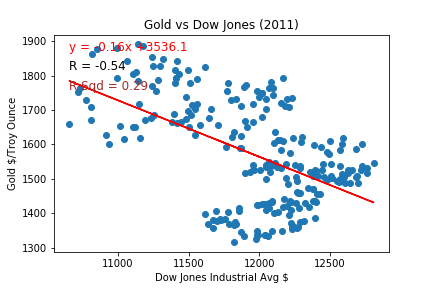 Gold vs Dow Jones (2011)
1900
y = -0.16x +3536.1
R = -0.54
1800
R Sqd = 0.29
1700
1600
1500
1400
1300
Gold $/Troy Ounce
11000 11500 12000 12500
Dow Jones Industrial Avg $